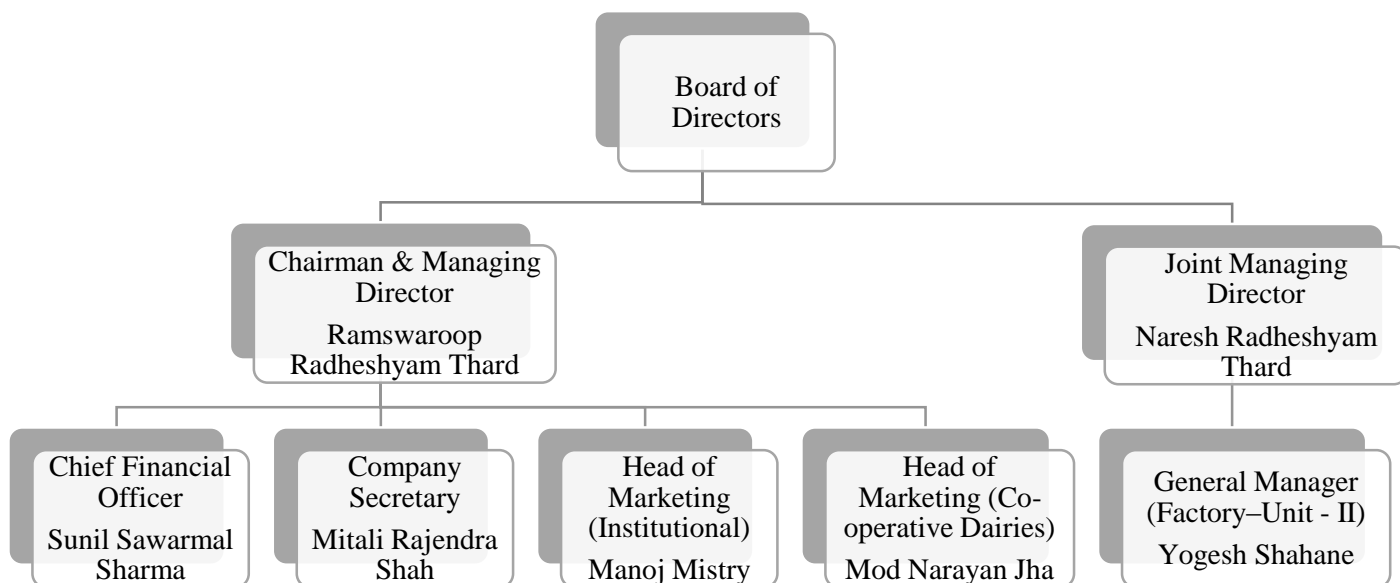 Board of
Directors
Chairman & Managing
Director
Ramswaroop
Radheshyam Thard
Joint Managing
Director
Naresh Radheshyam
Thard
Chief Financial
Officer
Sunil Sawarmal
Sharma
Company
Secretary
Mitali Rajendra
Shah
Head of
Marketing
(Institutional)
Manoj Mistry
Head of
Marketing (Co-
operative Dairies)
Mod Narayan Jha
General Manager
(Factory–Unit - II)
Yogesh Shahane